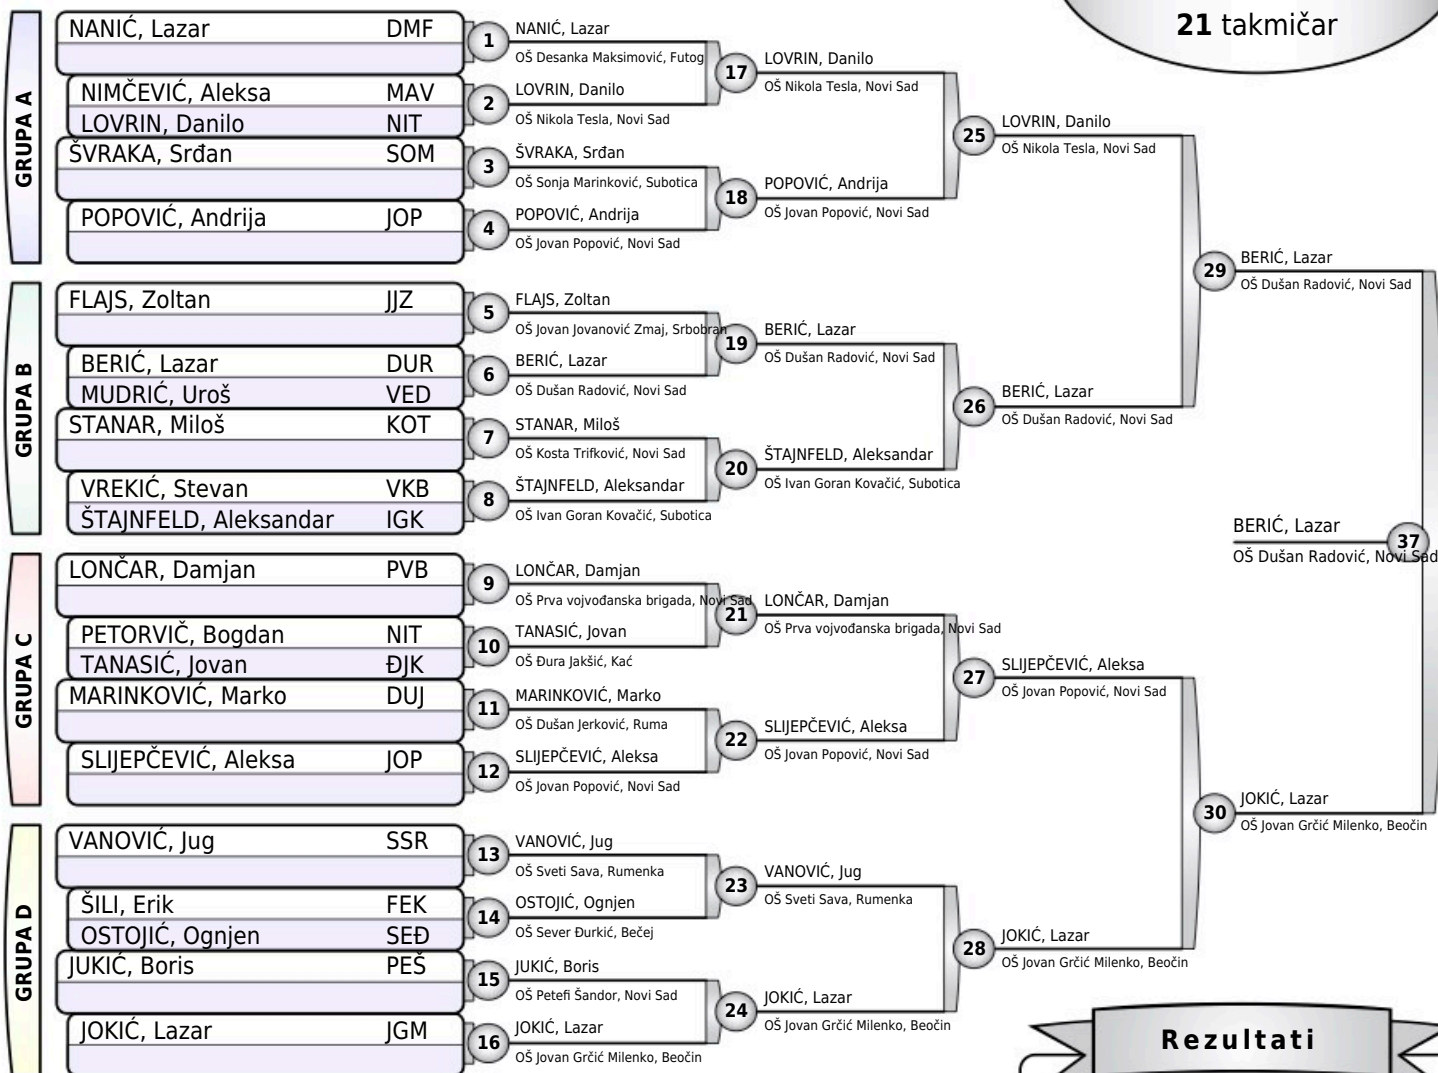 21 takmičar
GRUPA A
NANIĆ, Lazar DMF
NIMČEVIĆ, Aleksa MAV
LOVRIN, Danilo NIT
ŠVRAKA, Srđan SOM
POPOVIĆ, Andrija JOP
GRUPA B
FLAJS, Zoltan JJZ
BERIĆ, Lazar DUR
MUDRIĆ, Uroš VED
STANAR, Miloš KOT
VREKIĆ, Stevan VKB
ŠTAJNFELD, Aleksandar IGK
GRUPA C
LONČAR, Damjan PVB
PETORVIČ, Bogdan NIT
TANASIĆ, Jovan ĐJK
MARINKOVIĆ, Marko DUJ
SLIJEPČEVIĆ, Aleksa JOP
GRUPA D
VANOVIĆ, Jug SSR
ŠILI, Erik FEK
OSTOJIĆ, Ognjen SEĐ
JUKIĆ, Boris PEŠ
JOKIĆ, Lazar JGM
1 NANIĆ, Lazar
OŠ Desanka Maksimović, Futog
2 LOVRIN, Danilo
OŠ Nikola Tesla, Novi Sad
3 ŠVRAKA, Srđan
OŠ Sonja Marinković, Subotica
4 POPOVIĆ, Andrija
OŠ Jovan Popović, Novi Sad
5 FLAJS, Zoltan
OŠ Jovan Jovanović Zmaj, Srbobran
6 BERIĆ, Lazar
OŠ Dušan Radović, Novi Sad
7 STANAR, Miloš
OŠ Kosta Trifković, Novi Sad
8 ŠTAJNFELD, Aleksandar
OŠ Ivan Goran Kovačić, Subotica
9 LONČAR, Damjan
OŠ Prva vojvođanska brigada, Novi Sad
10 TANASIĆ, Jovan
OŠ Đura Jakšić, Kać
11 MARINKOVIĆ, Marko
OŠ Dušan Jerković, Ruma
12 SLIJEPČEVIĆ, Aleksa
OŠ Jovan Popović, Novi Sad
13 VANOVIĆ, Jug
OŠ Sveti Sava, Rumenka
14 OSTOJIĆ, Ognjen
OŠ Sever Đurkić, Bečej
15 JUKIĆ, Boris
OŠ Petefi Šandor, Novi Sad
16 JOKIĆ, Lazar
OŠ Jovan Grčić Milenko, Beočin
17 LOVRIN, Danilo
OŠ Nikola Tesla, Novi Sad
18 POPOVIĆ, Andrija
OŠ Jovan Popović, Novi Sad
19 BERIĆ, Lazar
OŠ Dušan Radović, Novi Sad
20 ŠTAJNFELD, Aleksandar
OŠ Ivan Goran Kovačić, Subotica
21 LONČAR, Damjan
OŠ Prva vojvođanska brigada, Novi Sad
22 SLIJEPČEVIĆ, Aleksa
OŠ Jovan Popović, Novi Sad
23 VANOVIĆ, Jug
OŠ Sveti Sava, Rumenka
24 JOKIĆ, Lazar
OŠ Jovan Grčić Milenko, Beočin
25 LOVRIN, Danilo
OŠ Nikola Tesla, Novi Sad
26 BERIĆ, Lazar
OŠ Dušan Radović, Novi Sad
27 SLIJEPČEVIĆ, Aleksa
OŠ Jovan Popović, Novi Sad
28 JOKIĆ, Lazar
OŠ Jovan Grčić Milenko, Beočin
29 BERIĆ, Lazar
OŠ Dušan Radović, Novi Sad
30 JOKIĆ, Lazar
OŠ Jovan Grčić Milenko, Beočin
BERIĆ, Lazar 37
OŠ Dušan Radović, Novi Sad
Rezultati